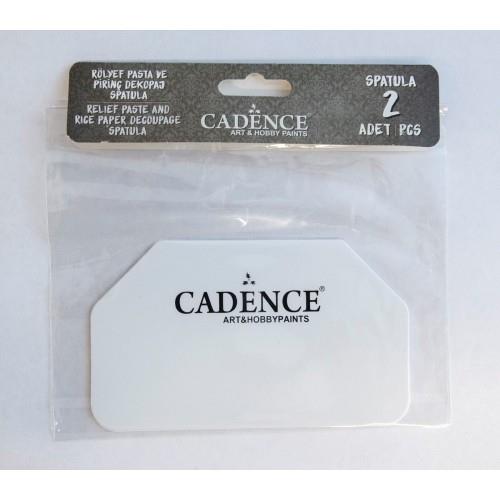 RÖLYEF PASTA VE
PİRİNÇ DEKOPAJ
SPATULA
RELIEF PASTE AND
RICE PAPER DECOUPAGE
SPATULA
CADENCE
ART & HOBBY PAINTS
SPATULA
2
ADET | PCS
CADENCE®
ART&HOBBYPAINTS